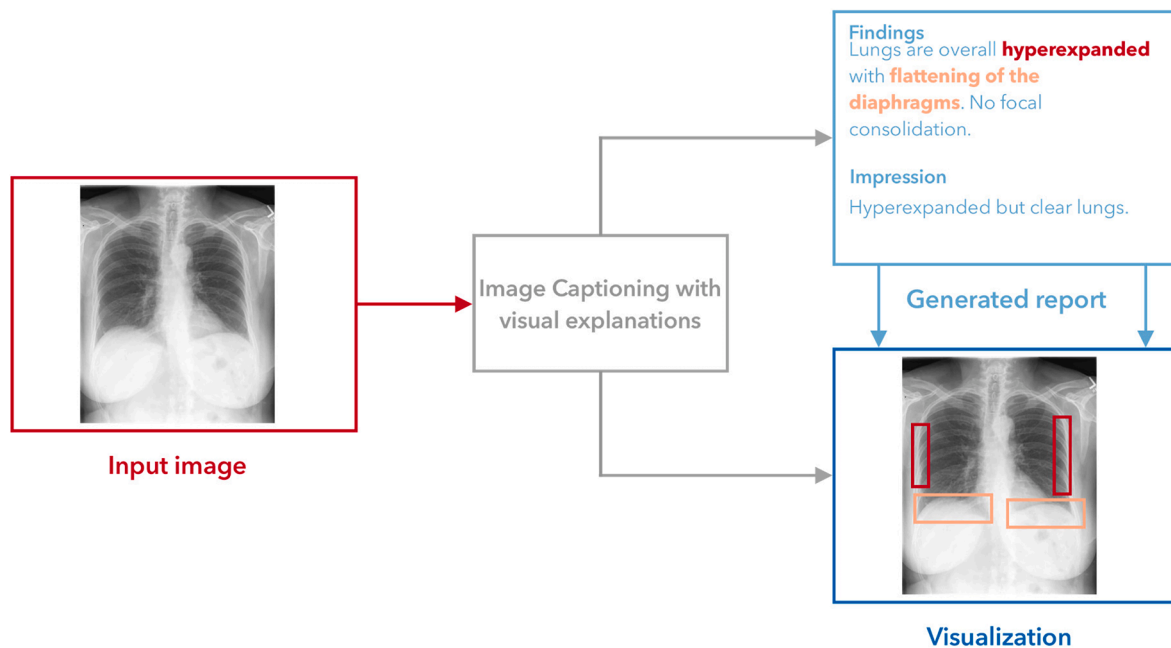 Findings
Lungs are overall hyperexpanded
with flattening of the
diaphragms. No focal
consolidation.
Impression
Hyperexpanded but clear lungs.
Image Captioning with
visual explanations
Generated report
Input image
Visualization